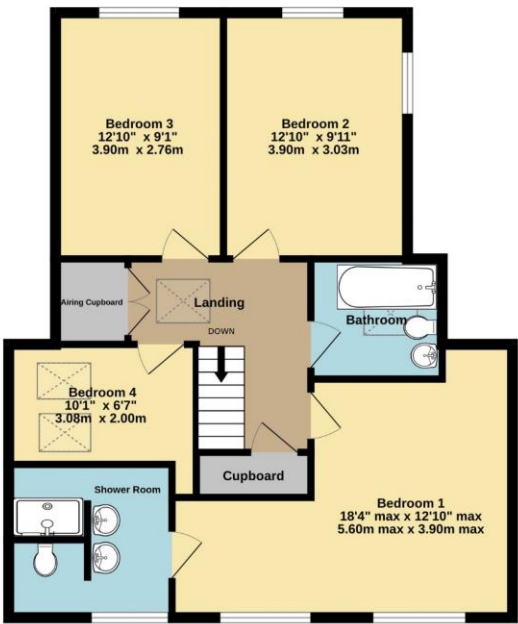 Bedroom 3
12'10" x 9'1"
3.90m x 2.76m
Bedroom 2
12'10" x 9'11"
3.90m x 3.03m
Airing Cupboard
Landing
DOWN
Bathroom
Bedroom 4
10'1" x 6'7"
3.08m x 2.00m
Cupboard
Shower Room
Bedroom 1
18'4" max x 12'10" max
5.60m max x 3.90m max